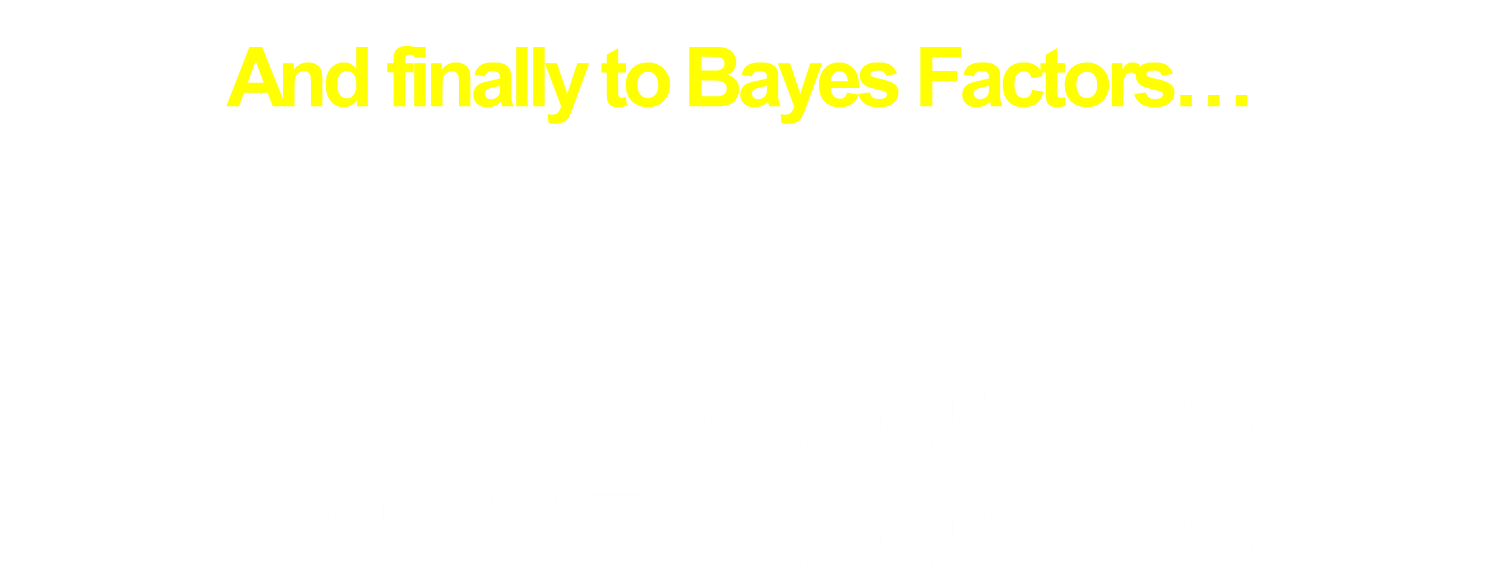 And finally to Bayes Factors…